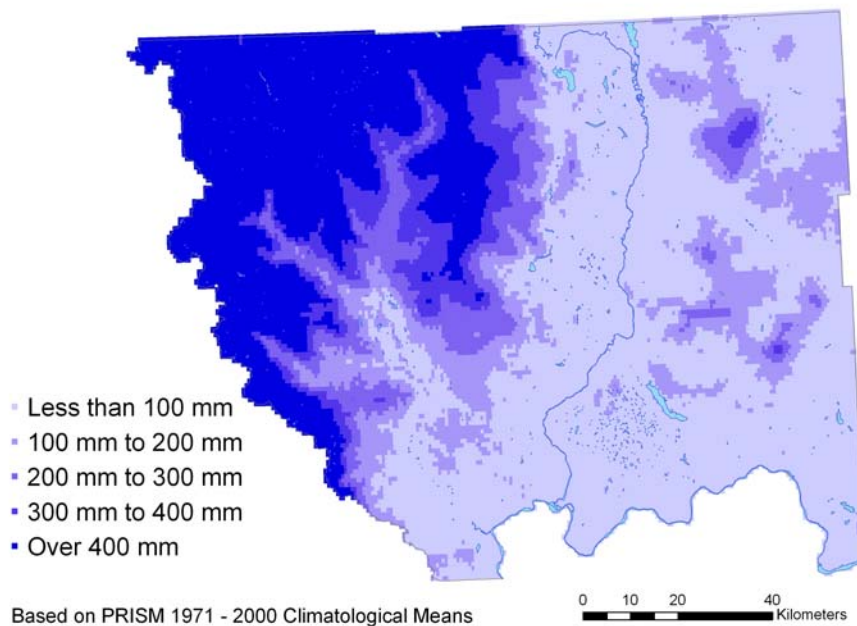 Less than 100 mm
100 mm to 200 mm
200 mm to 300 mm
300 mm to 400 mm
Over 400 mm
Based on PRISM 1971 - 2000 Climatological Means
0 10 20 40
Kilometers